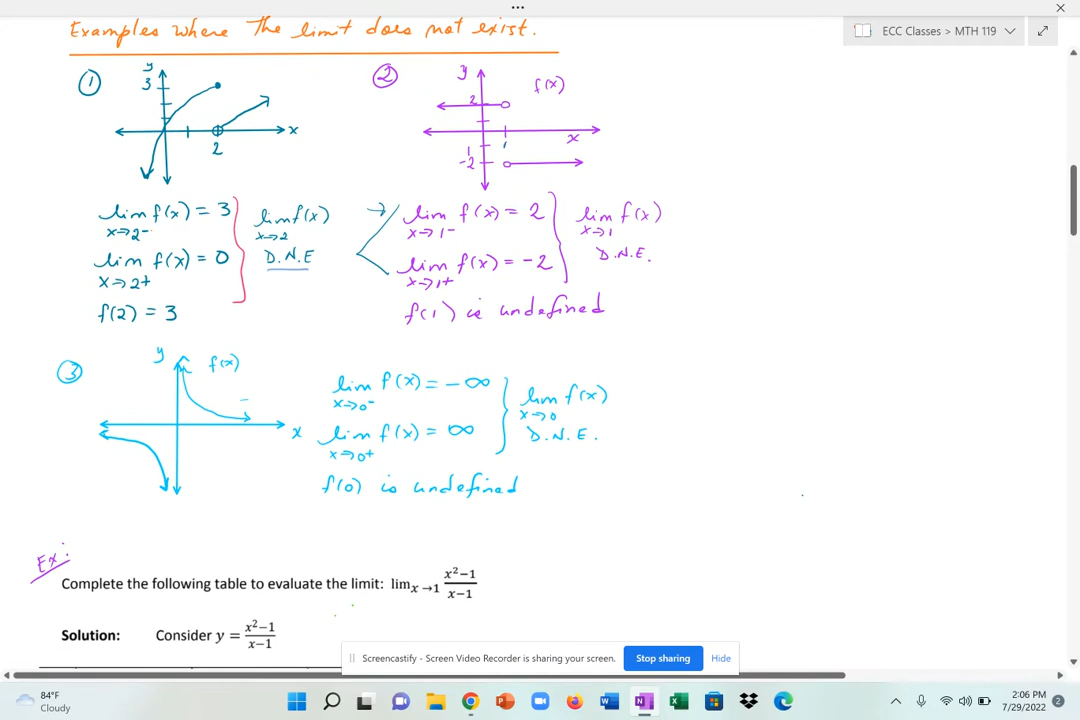 Examples where the limit does not exist.
ECC Classes > MTH 119
① y 3 2 x
② y f(x) 2 1 x 1 -2
lim f(x) = 3
x→2-
lim f(x) = 0
x→2+
f(2) = 3
lim f(x)
x→2
D.N.E
lim f(x) = 2
x→1-
lim f(x) = -2
x→1+
f(1) is undefined
lim f(x)
x→1
D.N.E.
③ y f(x) x
lim f(x) = -∞
x→0-
lim f(x) = ∞
x→0+
f(0) is undefined
lim f(x)
x→0
D.N.E.
Ex:
Complete the following table to evaluate the limit: lim x→1 x²−1
x−1
Solution: Consider y = x²−1
x−1
Screencastify - Screen Video Recorder is sharing your screen.
Stop sharing
Hide
84°F
Cloudy
2:06 PM
7/29/2022
2